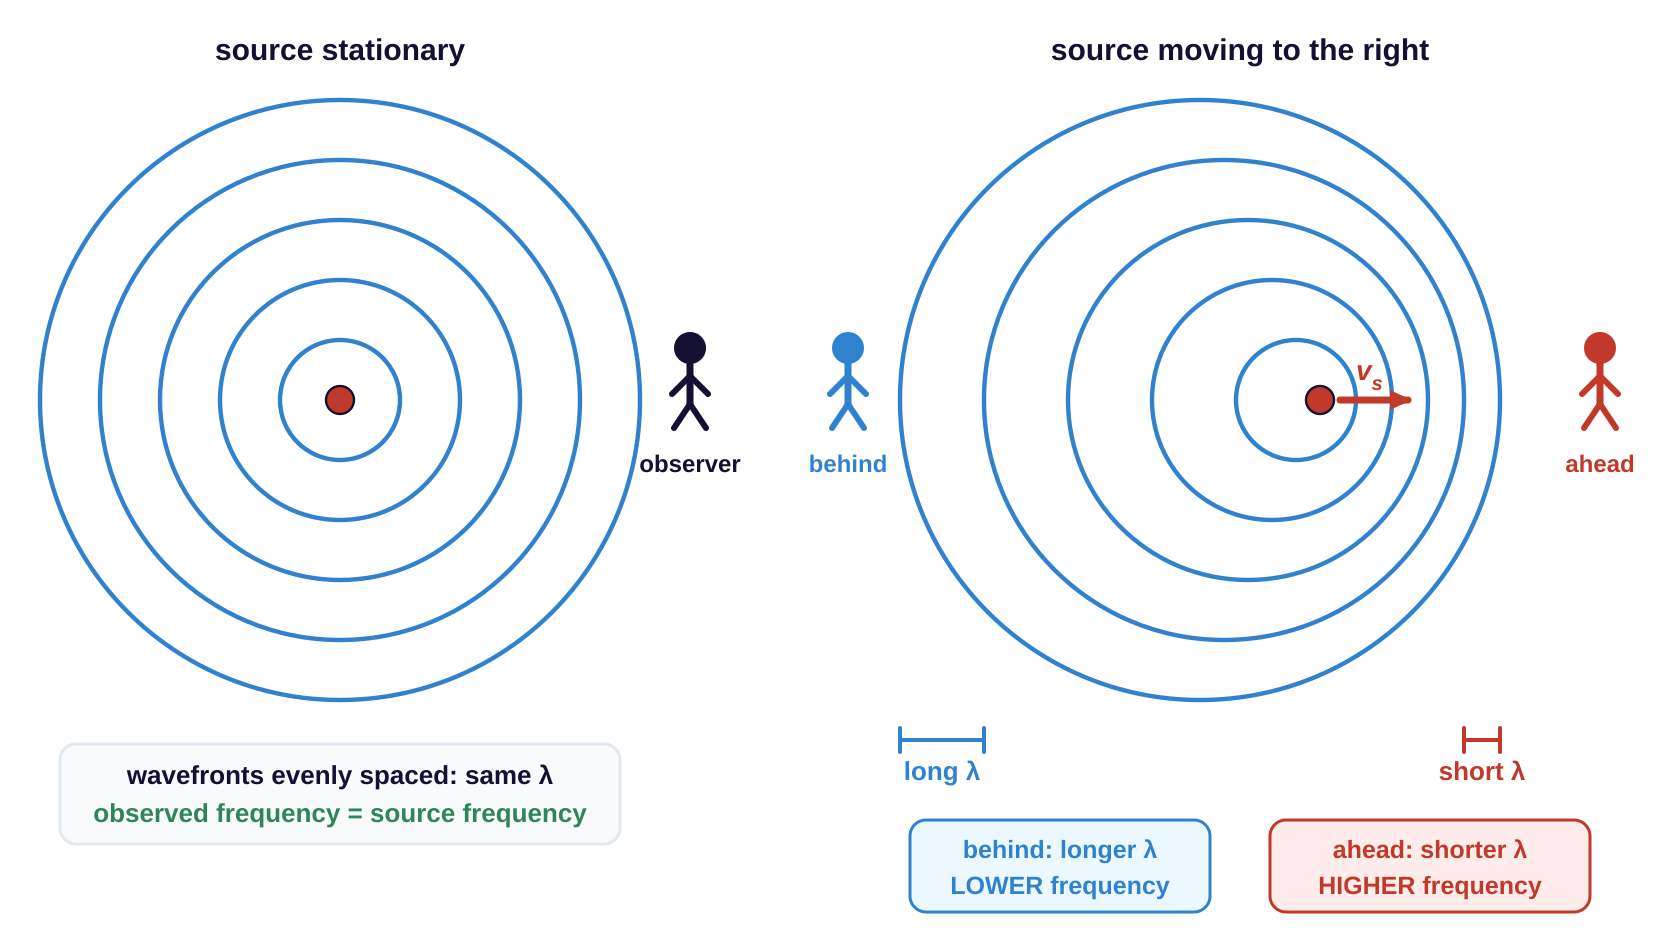 source stationary
source moving to the right
vs
observer
behind
ahead
long λ
short λ
wavefronts evenly spaced: same λ
observed frequency = source frequency
behind: longer λ
LOWER frequency
ahead: shorter λ
HIGHER frequency